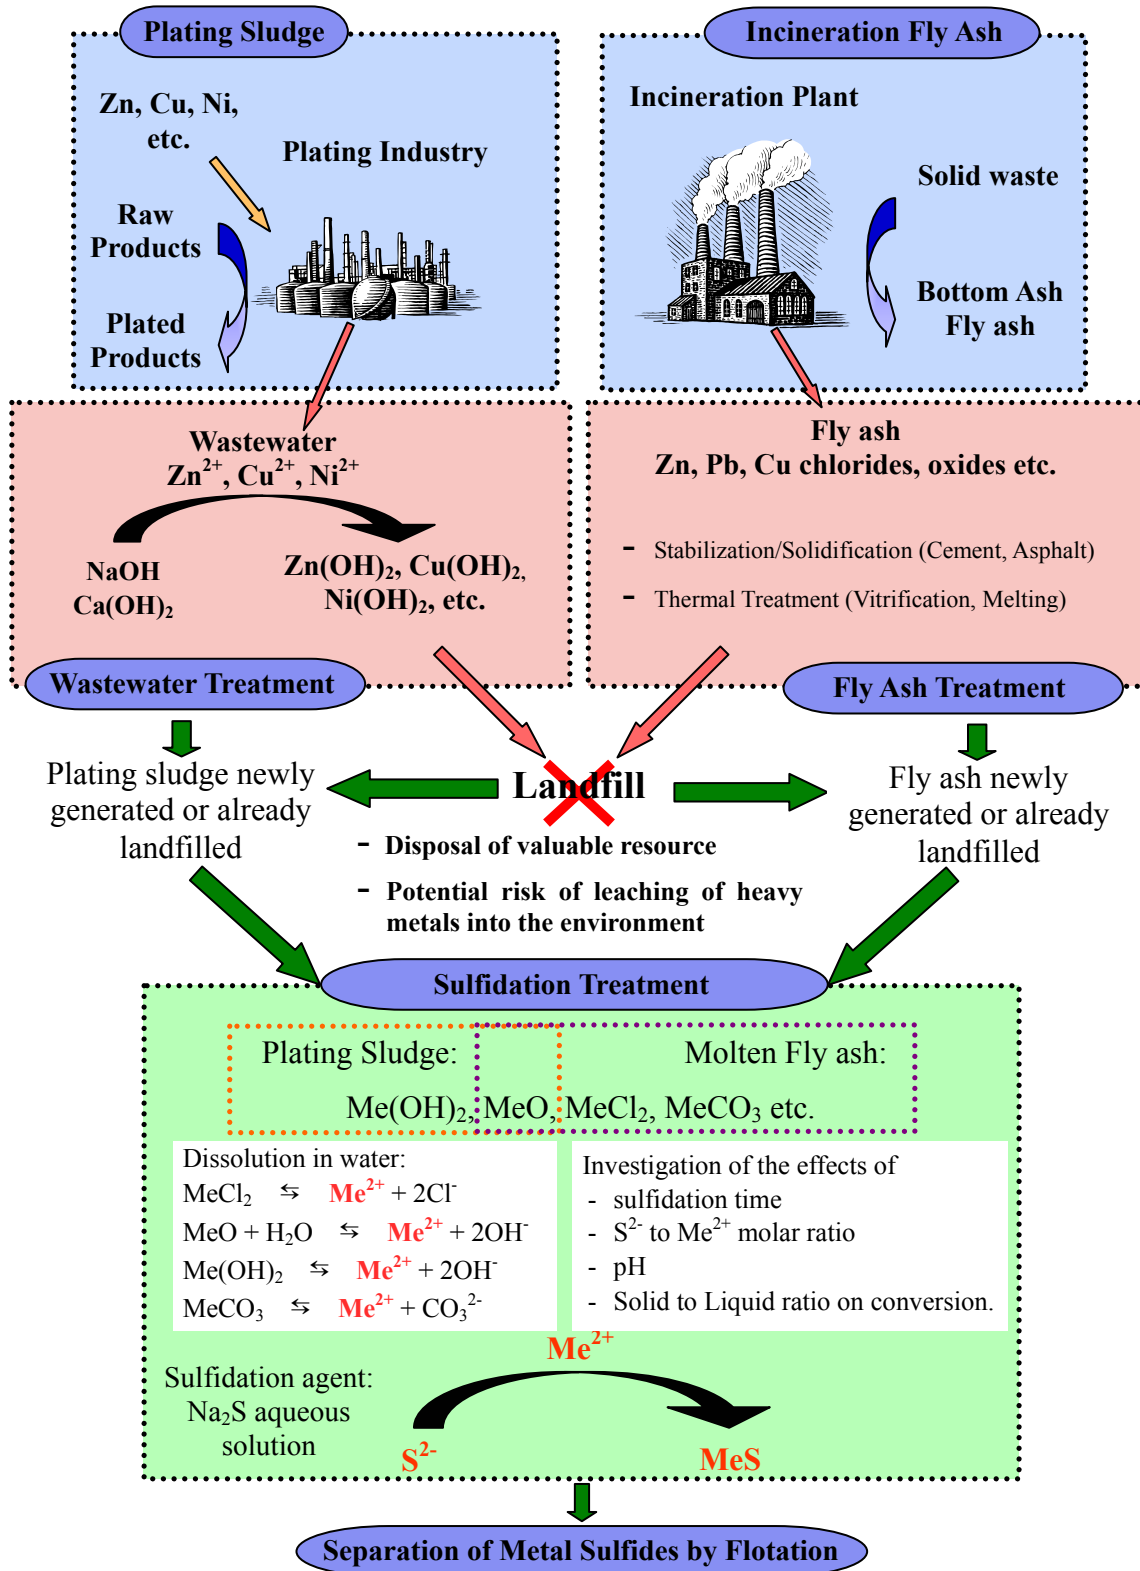 Plating Sludge
Zn, Cu, Ni,
etc.
Plating Industry
Raw
Products
Plated
Products
Incineration Fly Ash
Incineration Plant
Solid waste
Bottom Ash
Fly ash
Wastewater
Zn²⁺, Cu²⁺, Ni²⁺
NaOH
Ca(OH)₂
Zn(OH)₂, Cu(OH)₂,
Ni(OH)₂, etc.
Wastewater Treatment
Fly ash
Zn, Pb, Cu chlorides, oxides etc.
- Stabilization/Solidification (Cement, Asphalt)
- Thermal Treatment (Vitrification, Melting)
Fly Ash Treatment
Plating sludge newly
generated or already
landfilled
Landfill
- Disposal of valuable resource
- Potential risk of leaching of heavy
metals into the environment
Fly ash newly
generated or already
landfilled
Sulfidation Treatment
Plating Sludge:
Molten Fly ash:
Me(OH)₂, MeO, MeCl₂, MeCO₃ etc.
Dissolution in water:
MeCl₂ ⇆ Me²⁺ + 2Cl⁻
MeO + H₂O ⇆ Me²⁺ + 2OH⁻
Me(OH)₂ ⇆ Me²⁺ + 2OH⁻
MeCO₃ ⇆ Me²⁺ + CO₃²⁻
Investigation of the effects of
- sulfidation time
- S²⁻ to Me²⁺ molar ratio
- pH
- Solid to Liquid ratio on conversion.
Me²⁺
Sulfidation agent:
Na₂S aqueous
solution
S²⁻
MeS
Separation of Metal Sulfides by Flotation